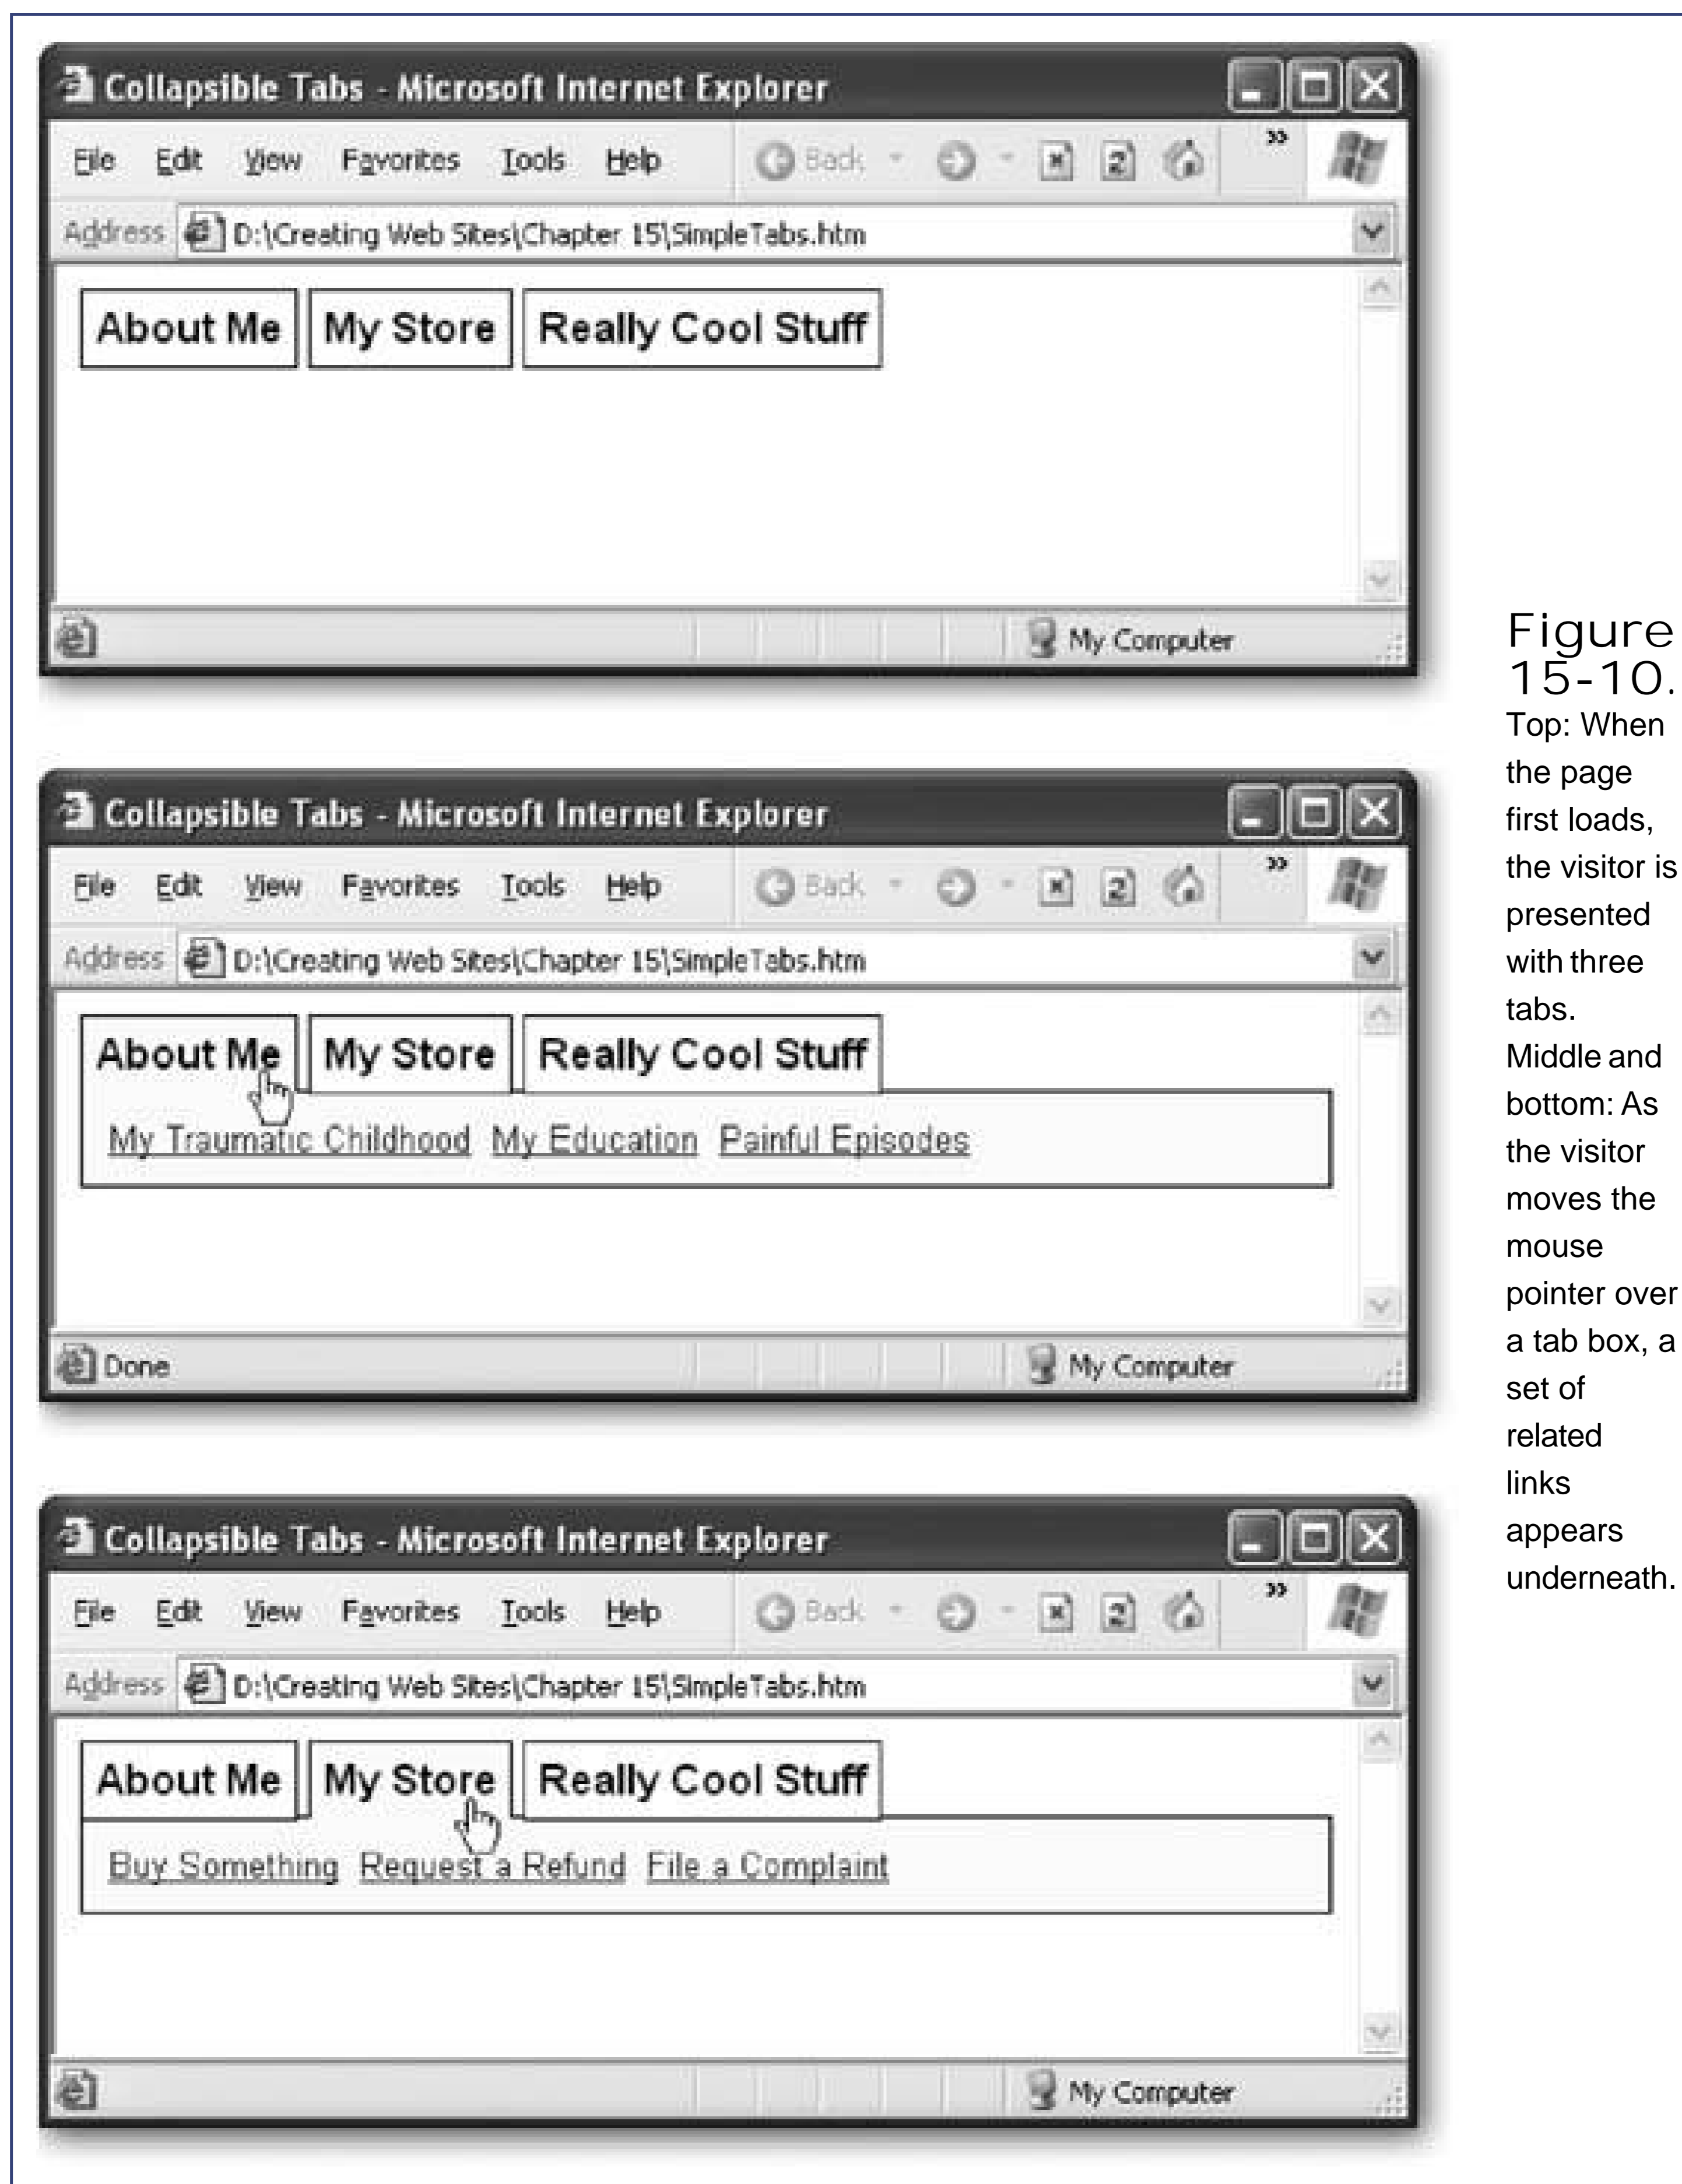 Collapsible Tabs - Microsoft Internet Explorer
File Edit View Favorites Tools Help Back »
Address D:\Creating Web Sites\Chapter 15\SimpleTabs.htm
About Me My Store Really Cool Stuff
My Computer
Collapsible Tabs - Microsoft Internet Explorer
File Edit View Favorites Tools Help Back »
Address D:\Creating Web Sites\Chapter 15\SimpleTabs.htm
About Me My Store Really Cool Stuff
My Traumatic Childhood My Education Painful Episodes
Done My Computer
Collapsible Tabs - Microsoft Internet Explorer
File Edit View Favorites Tools Help Back »
Address D:\Creating Web Sites\Chapter 15\SimpleTabs.htm
About Me My Store Really Cool Stuff
Buy Something Request a Refund File a Complaint
My Computer
Figure
15-10.
Top: When
the page
first loads,
the visitor is
presented
with three
tabs.
Middle and
bottom: As
the visitor
moves the
mouse
pointer over
a tab box, a
set of
related
links
appears
underneath.